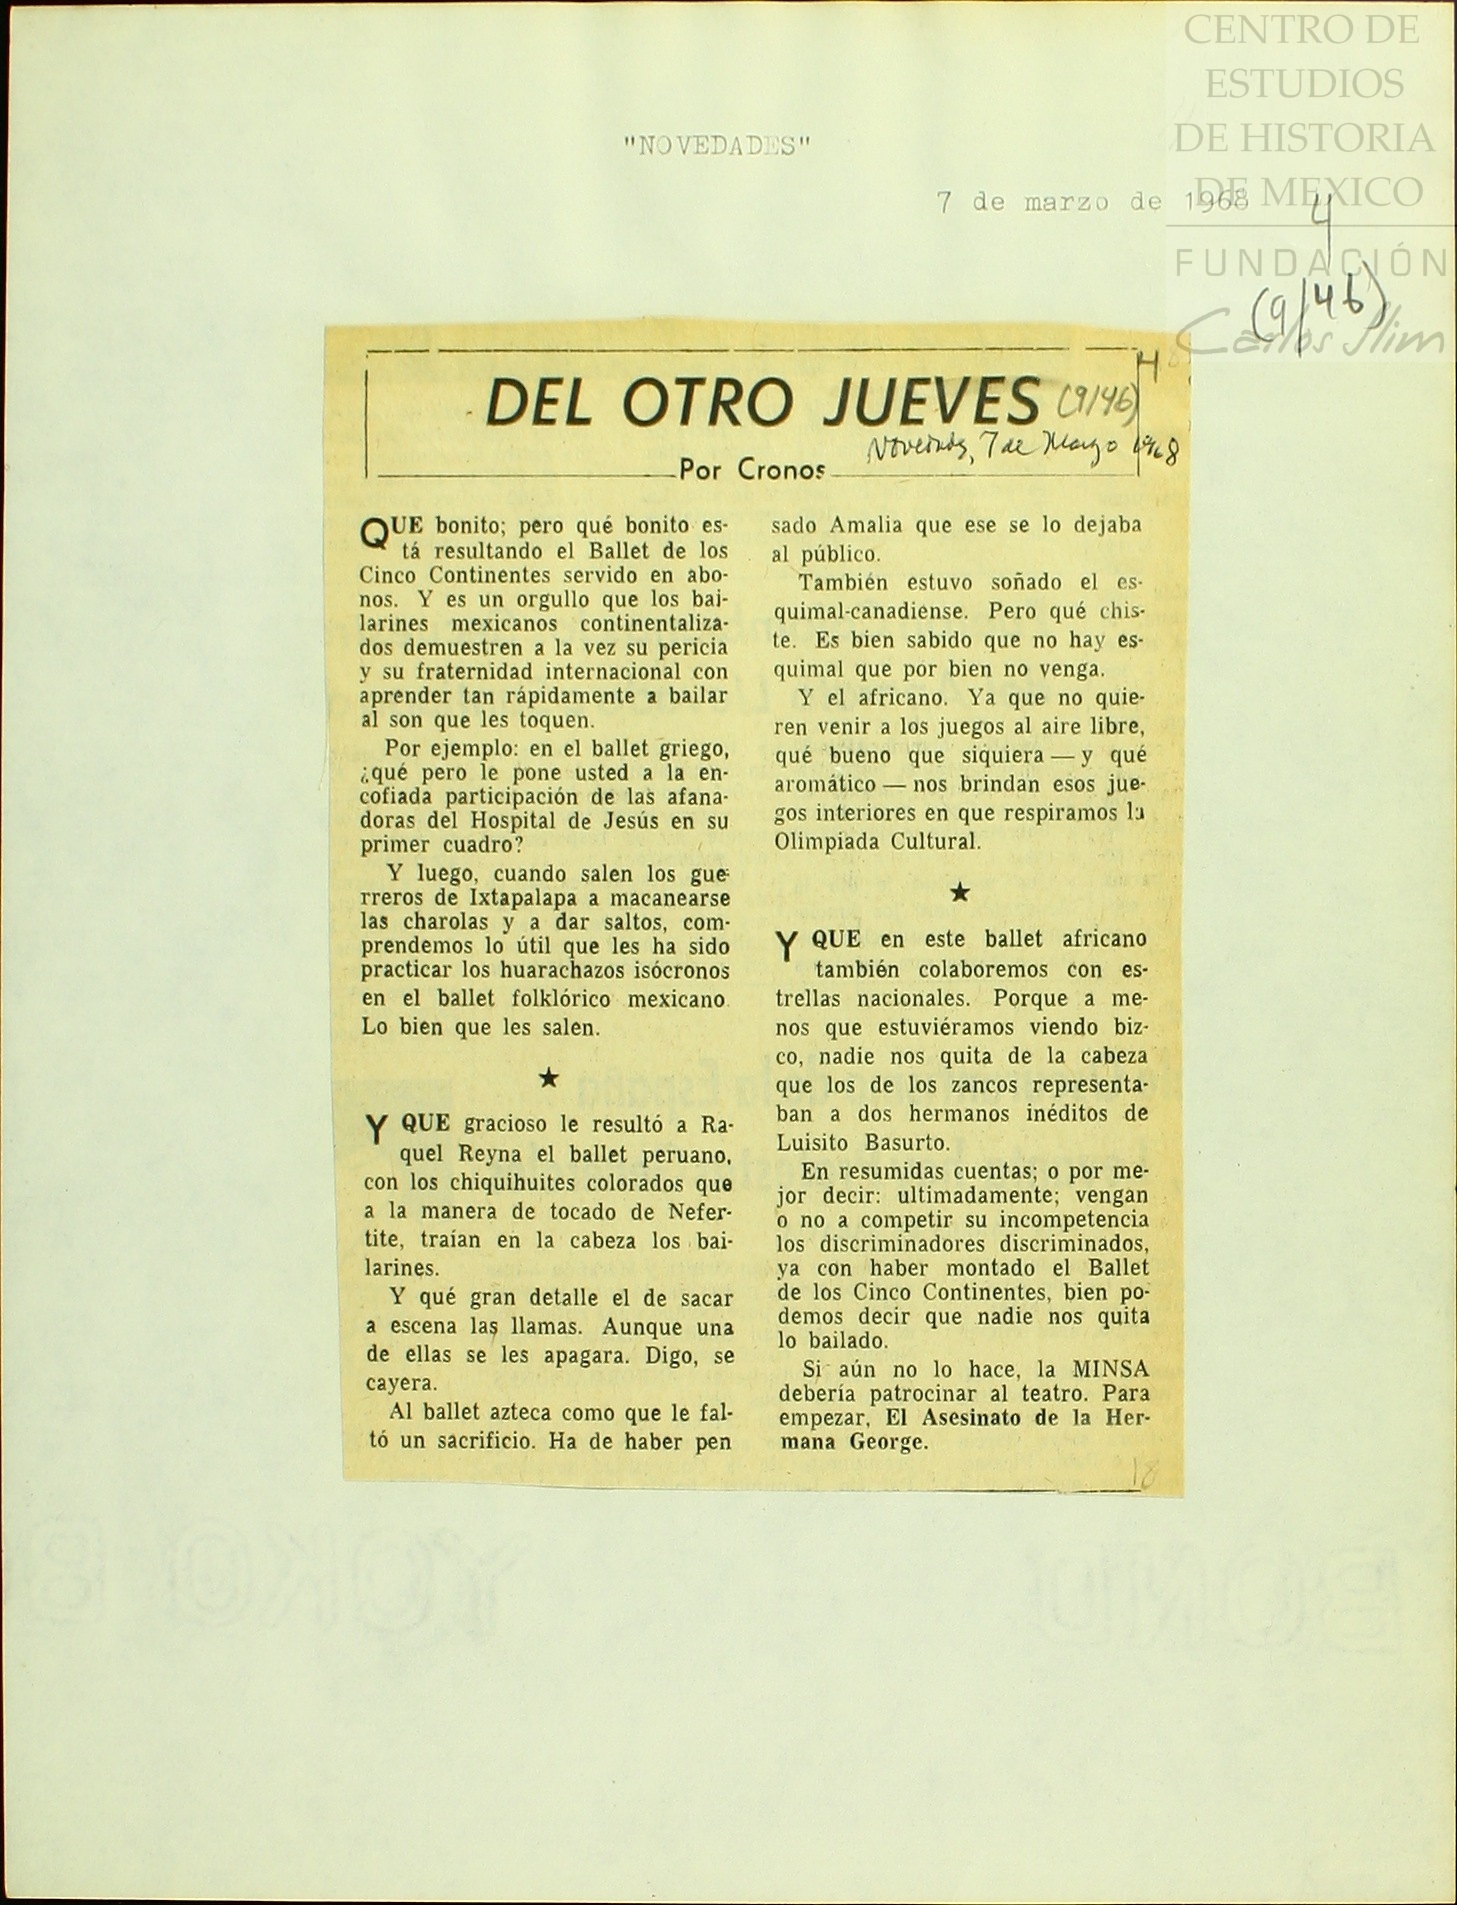 CENTRO DE
ESTUDIOS
DE HISTORIA
DE MEXICO
FUNDACIÓN
Carlos Slim
"NOVEDADES"
7 de marzo de 1968
4
(9/46)
4
DEL OTRO JUEVES (9/46)
Novedades, 7 de Marzo 1968
Por Cronos
QUE bonito; pero qué bonito es-
tá resultando el Ballet de los
Cinco Continentes servido en abo-
nos. Y es un orgullo que los bai-
larines mexicanos continentaliza-
dos demuestren a la vez su pericia
y su fraternidad internacional con
aprender tan rápidamente a bailar
al son que les toquen.
Por ejemplo: en el ballet griego,
¿qué pero le pone usted a la en-
cofiada participación de las afana-
doras del Hospital de Jesús en su
primer cuadro?
Y luego, cuando salen los gue-
rreros de Ixtapalapa a macanearse
las charolas y a dar saltos, com-
prendemos lo útil que les ha sido
practicar los huarachazos isócronos
en el ballet folklórico mexicano.
Lo bien que les salen.
★
Y QUE gracioso le resultó a Ra-
quel Reyna el ballet peruano,
con los chiquihuites colorados que
a la manera de tocado de Nefer-
tite, traían en la cabeza los bai-
larines.
Y qué gran detalle el de sacar
a escena las llamas. Aunque una
de ellas se les apagara. Digo, se
cayera.
Al ballet azteca como que le fal-
tó un sacrificio. Ha de haber pen
sado Amalia que ese se lo dejaba
al público.
También estuvo soñado el es-
quimal-canadiense. Pero qué chis-
te. Es bien sabido que no hay es-
quimal que por bien no venga.
Y el africano. Ya que no quie-
ren venir a los juegos al aire libre,
qué bueno que siquiera — y qué
aromático — nos brindan esos jue-
gos interiores en que respiramos la
Olimpiada Cultural.
★
Y QUE en este ballet africano
también colaboremos con es-
trellas nacionales. Porque a me-
nos que estuviéramos viendo biz-
co, nadie nos quita de la cabeza
que los de los zancos representa-
ban a dos hermanos inéditos de
Luisito Basurto.
En resumidas cuentas; o por me-
jor decir: ultimadamente; vengan
o no a competir su incompetencia
los discriminadores discriminados,
ya con haber montado el Ballet
de los Cinco Continentes, bien po-
demos decir que nadie nos quita
lo bailado.
Si aún no lo hace, la MINSA
debería patrocinar al teatro. Para
empezar, El Asesinato de la Her-
mana George.
18